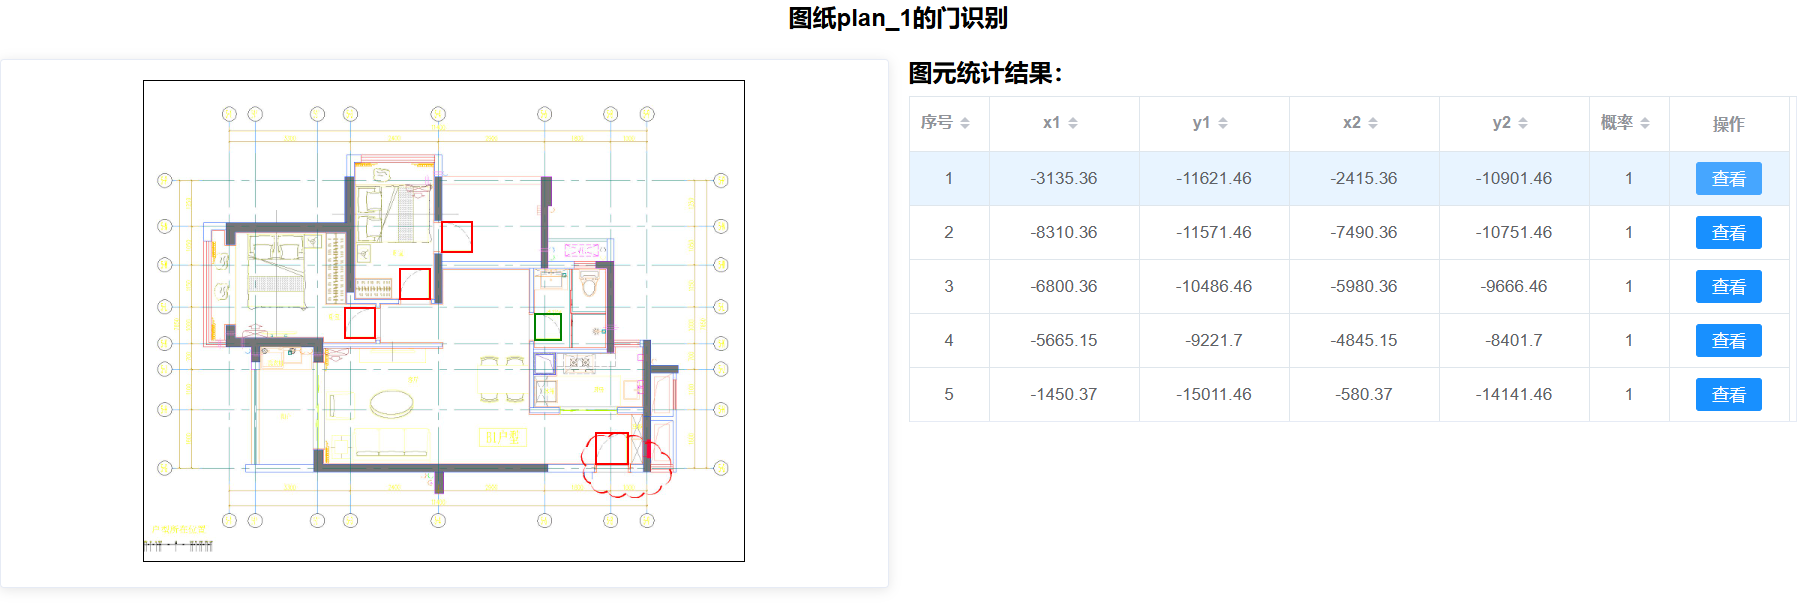 图纸plan_1的门识别
图元统计结果：
序号 x1 y1 x2 y2 概率 操作
1 -3135.36 -11621.46 -2415.36 -10901.46 1 查看
2 -8310.36 -11571.46 -7490.36 -10751.46 1 查看
3 -6800.36 -10486.46 -5980.36 -9666.46 1 查看
4 -5665.15 -9221.7 -4845.15 -8401.7 1 查看
5 -1450.37 -15011.46 -580.37 -14141.46 1 查看